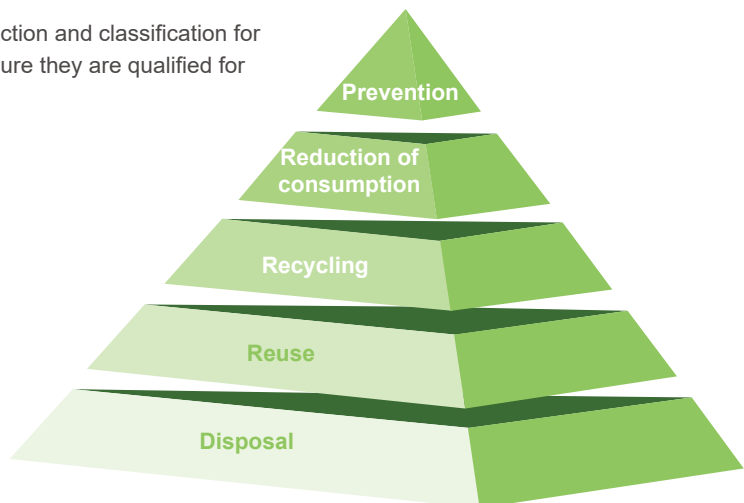 ction and classification for
ure they are qualified for
Prevention
Reduction of
consumption
Recycling
Reuse
Disposal